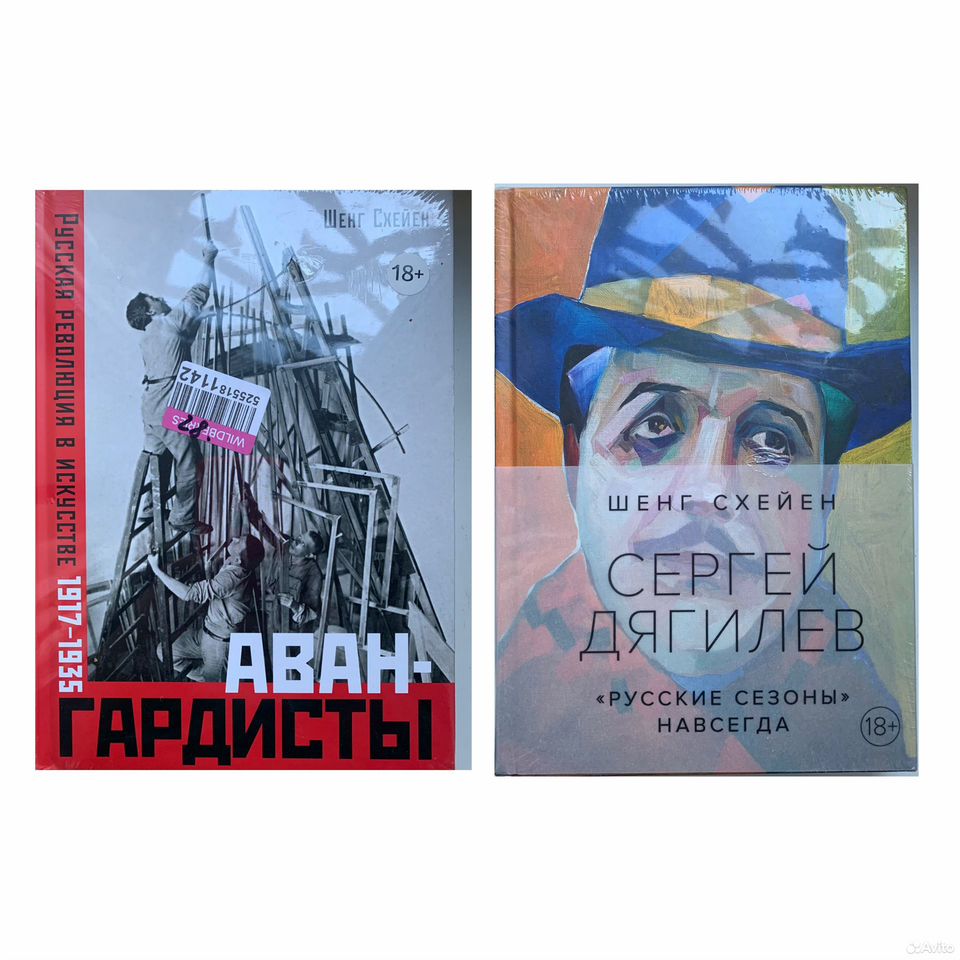 Шенг Схейен
18+
Русская революция в искусстве 1917–1935
5255181142
WILDBERRIES
АВАН-
ГАРДИСТЫ
ШЕНГ СХЕЙЕН
СЕРГЕЙ
ДЯГИЛЕВ
«РУССКИЕ СЕЗОНЫ»
НАВСЕГДА
18+
Avito